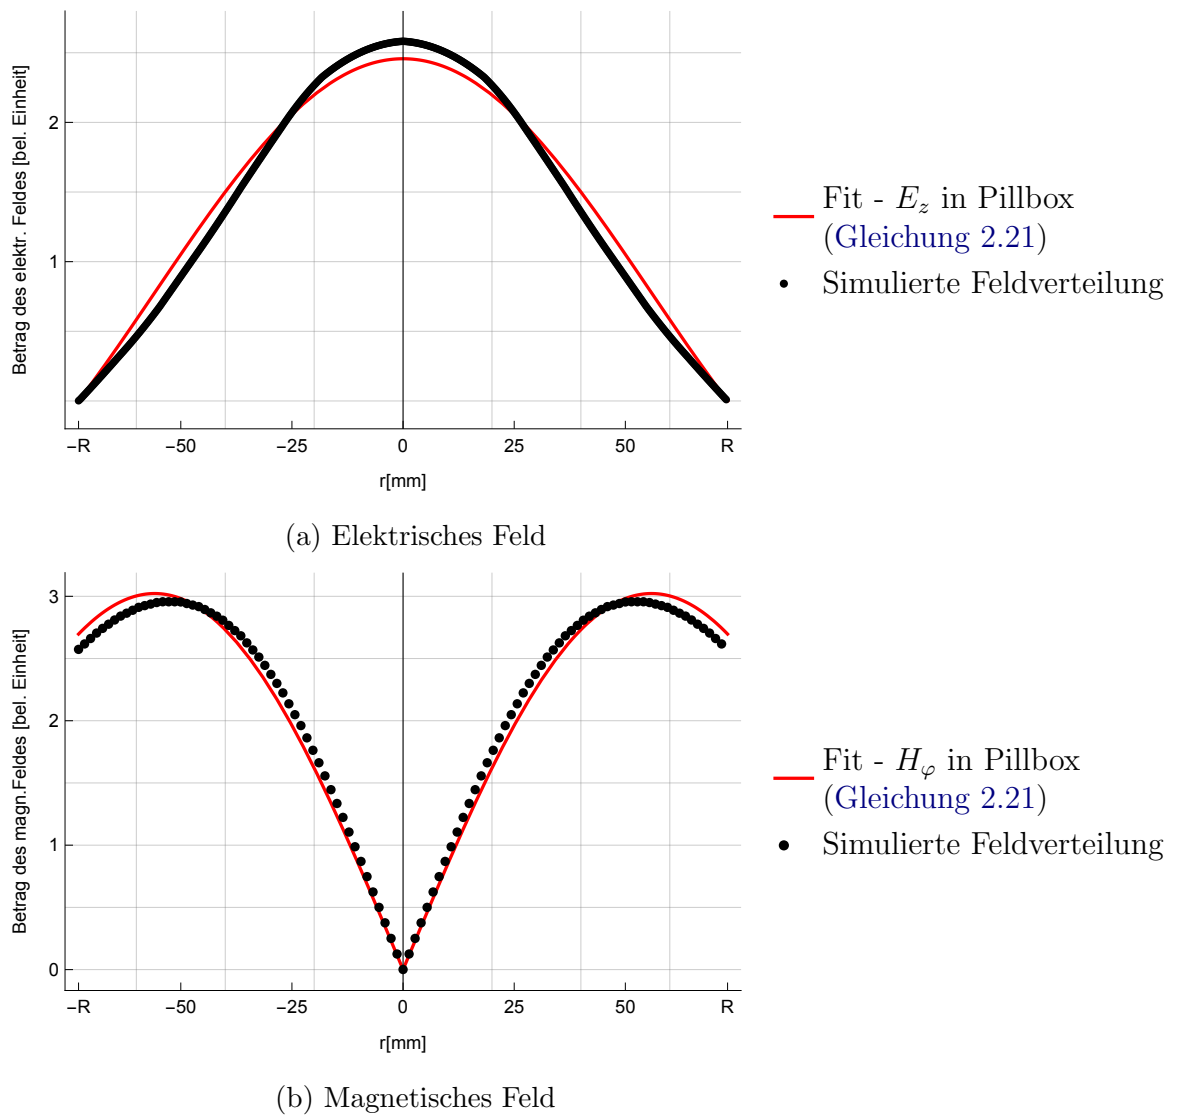 Betrag des elektr. Feldes [bel. Einheit]
2
1
−R
−50
−25
0
25
50
R
r[mm]
Fit - E_z in Pillbox
(Gleichung 2.21)
Simulierte Feldverteilung
(a) Elektrisches Feld
Betrag des magn.Feldes [bel. Einheit]
3
2
1
0
−R
−50
−25
0
25
50
R
r[mm]
Fit - H_φ in Pillbox
(Gleichung 2.21)
Simulierte Feldverteilung
(b) Magnetisches Feld